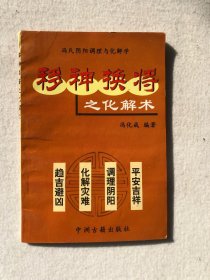 冯氏阴阳调理与化解学
移神换将
之化解术
冯化成 编著
平安吉祥
调理阴阳
化解灾难
趋吉避凶
中州古籍出版社